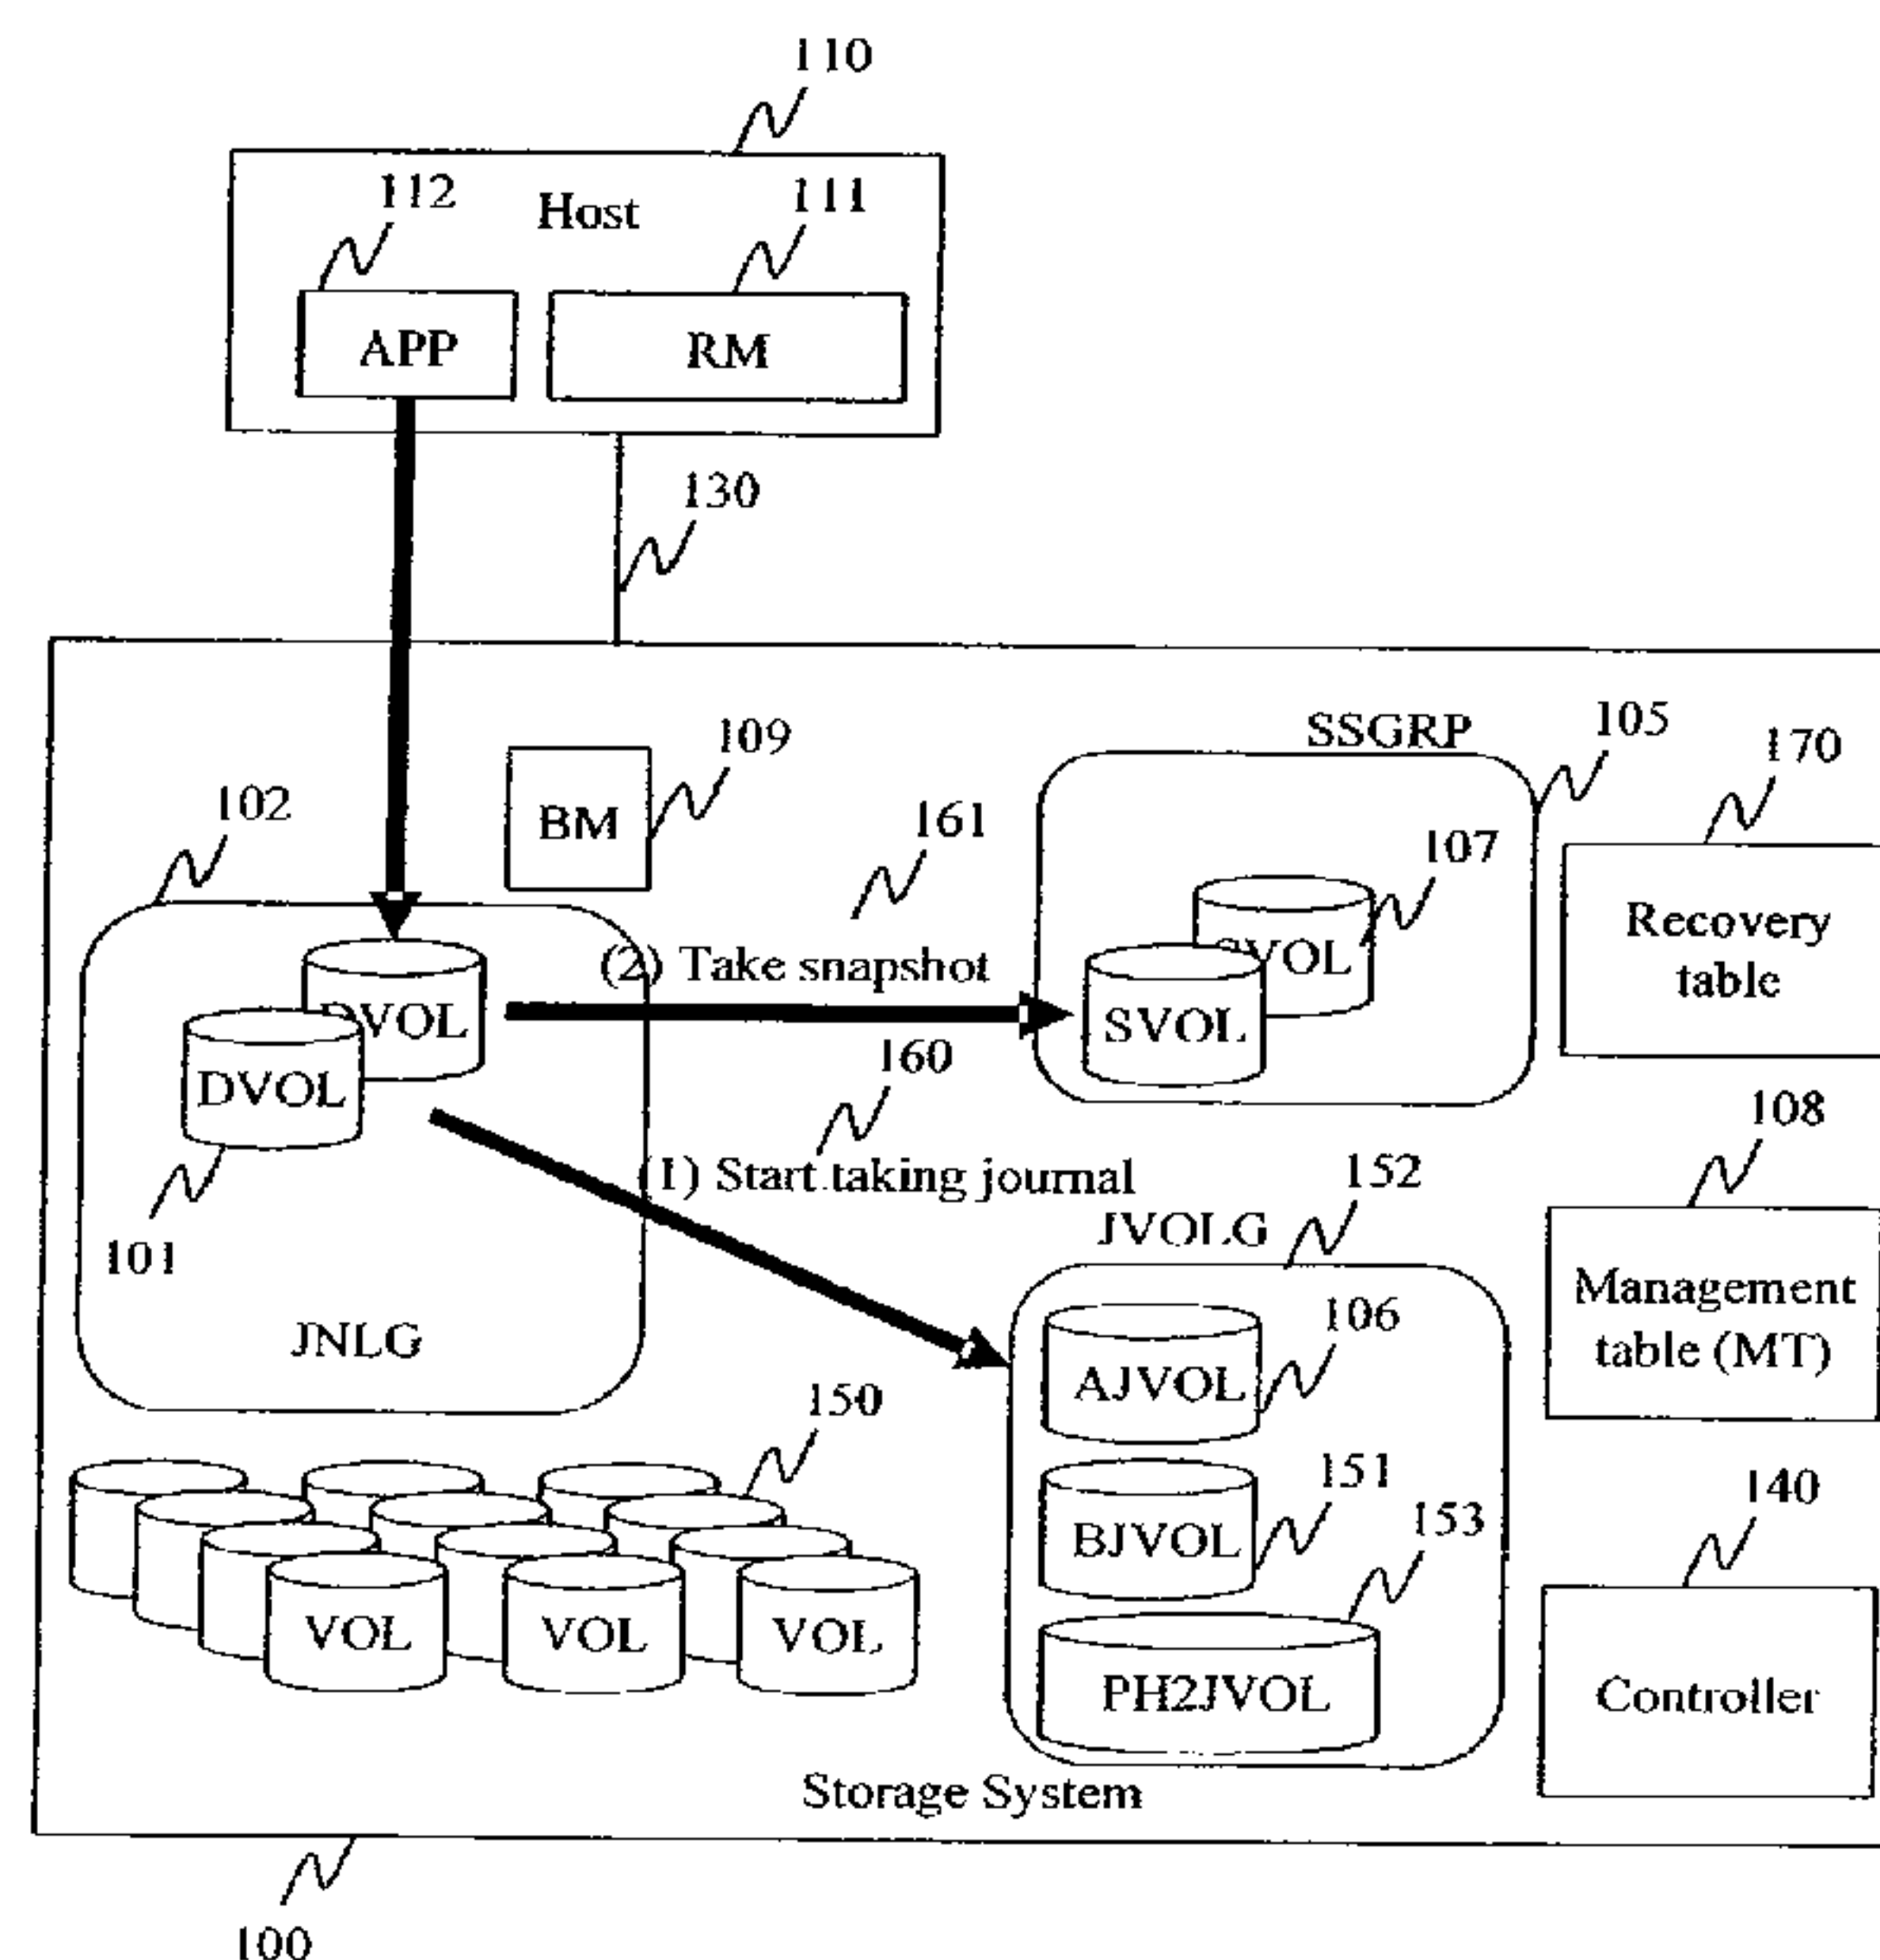 110
112
Host
111
APP
RM
130
SSGRP
105
109
170
102
BM
161
107
Recovery
table
(2) Take snapshot
SVOL
DVOL
SVOL
DVOL
160
108
(1) Start taking journal
152
101
JVOLG
Management
table (MT)
106
JNLG
AJVOL
150
151
140
153
BJVOL
VOL
VOL
VOL
PH2JVOL
Controller
Storage System
100